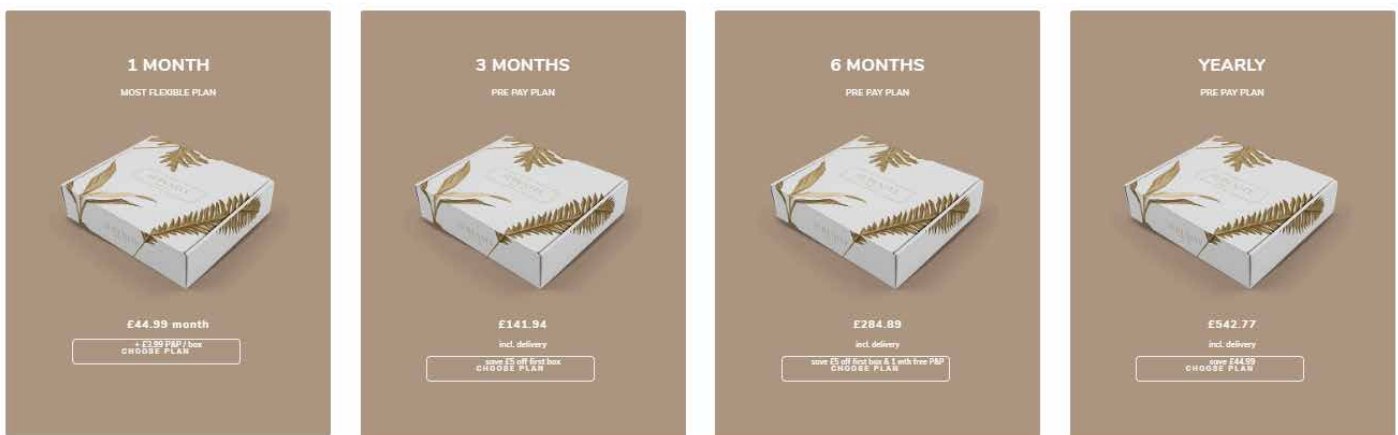 1 MONTH
MOST FLEXIBLE PLAN
£44.99 month
+ £3.99 P&P / box
CHOOSE PLAN
3 MONTHS
PRE PAY PLAN
£141.94
incl. delivery
save £5 off first box
CHOOSE PLAN
6 MONTHS
PRE PAY PLAN
£284.89
incl. delivery
save £5 off first box & 1 mth free P&P
CHOOSE PLAN
YEARLY
PRE PAY PLAN
£542.77
incl. delivery
save £44.99
CHOOSE PLAN